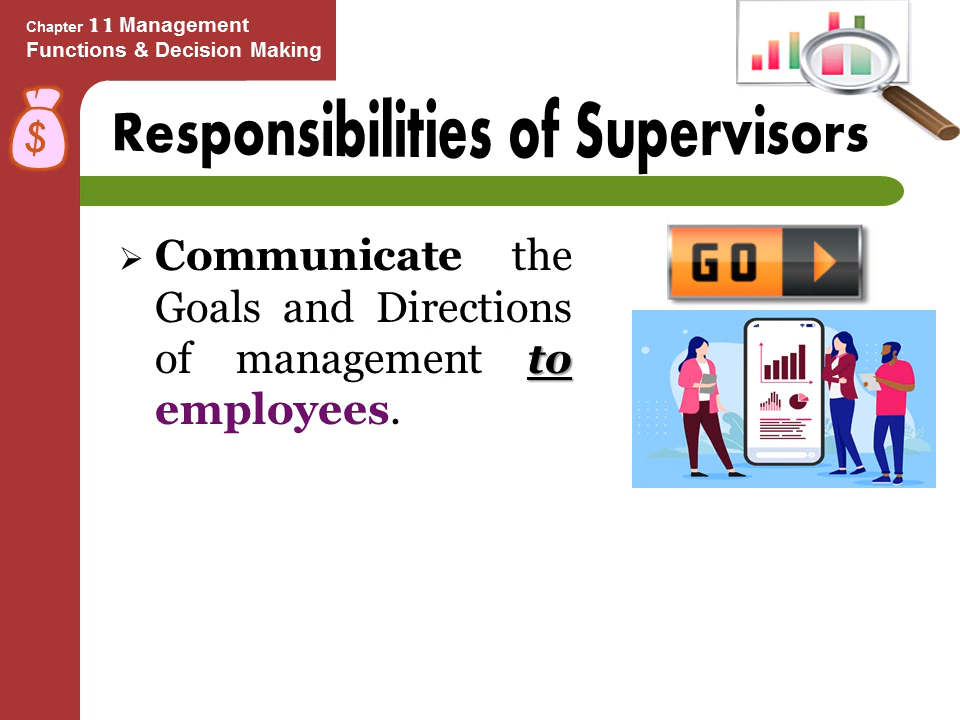 Chapter 11 Management
Functions & Decision Making
$
Responsibilities of Supervisors
➢ Communicate the
Goals and Directions
of management to
employees.
GO